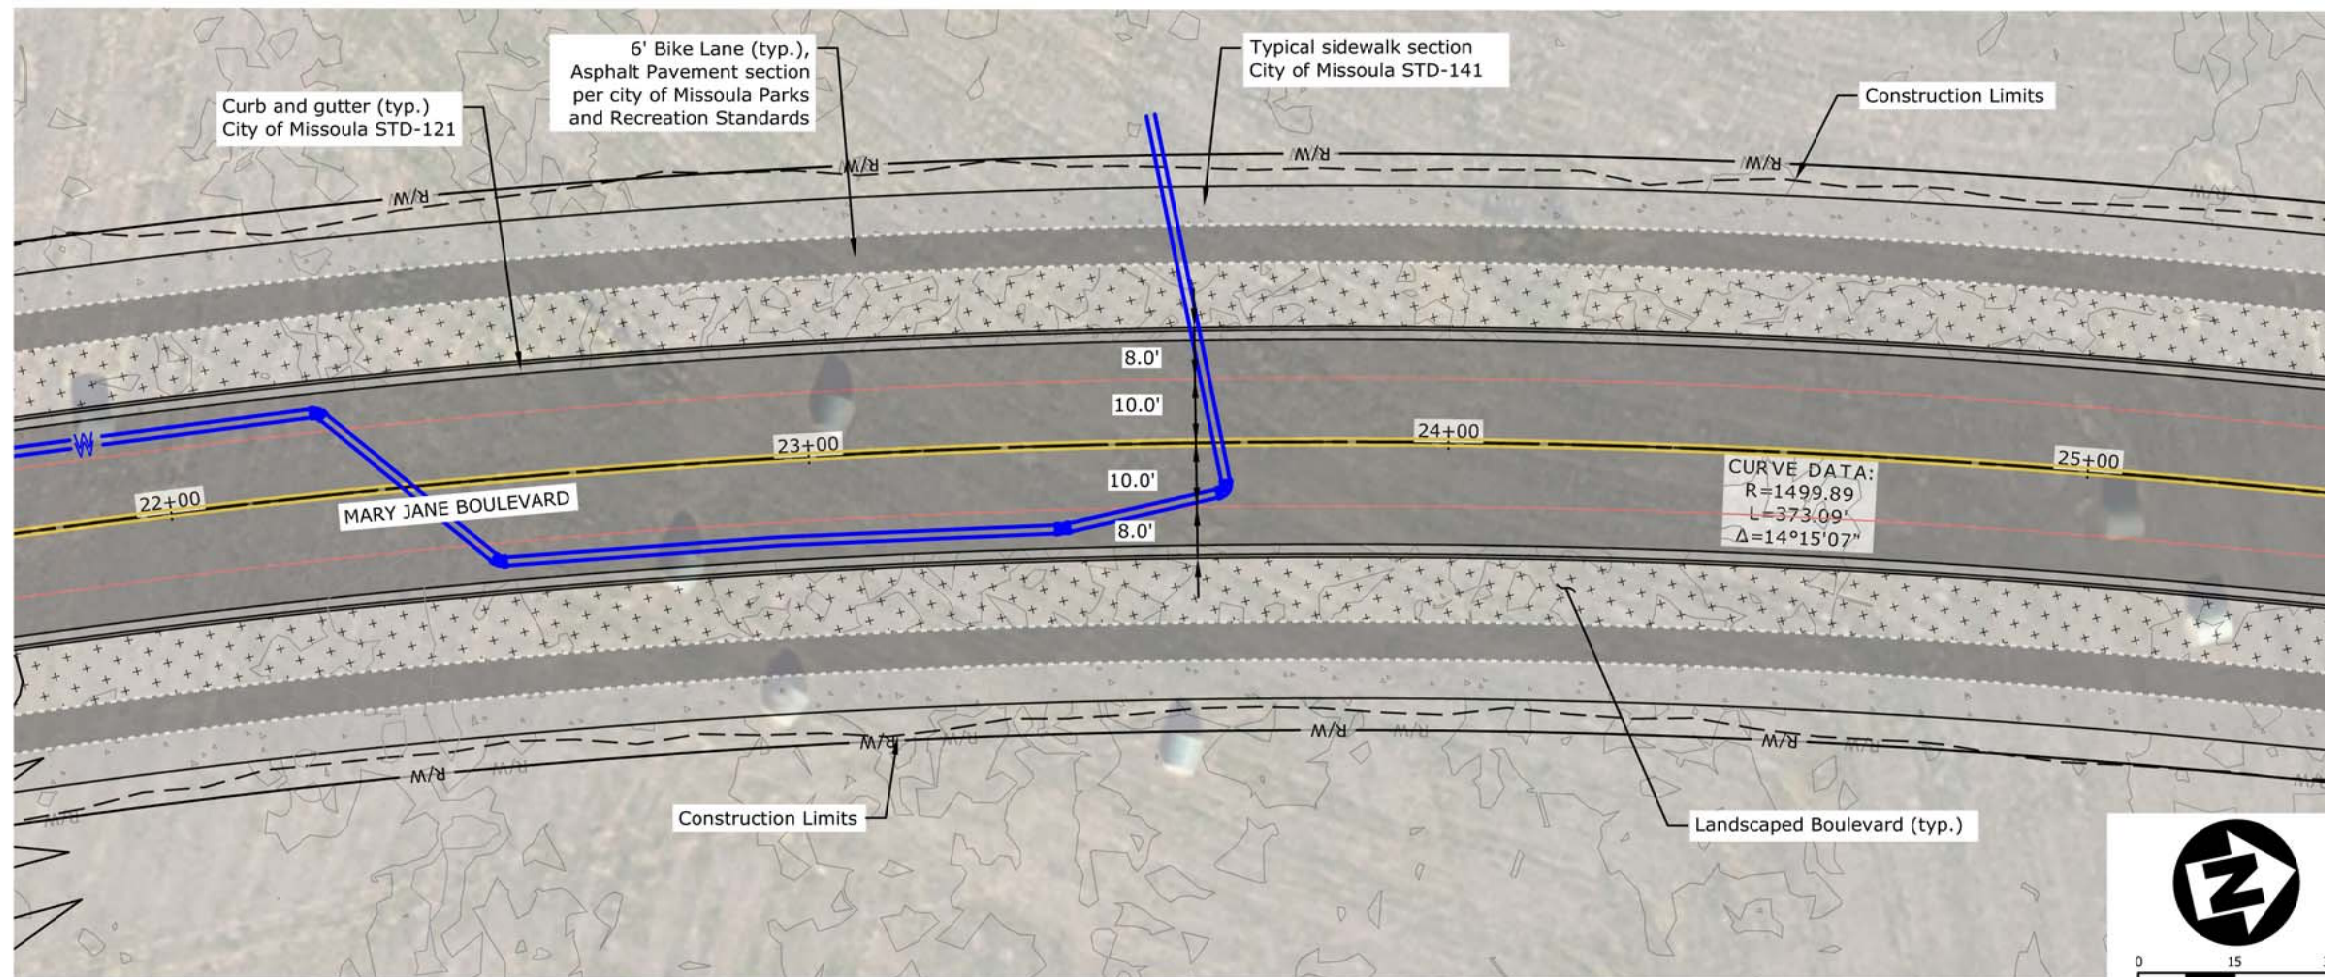 6' Bike Lane (typ.),
Asphalt Pavement section
per city of Missoula Parks
and Recreation Standards
Typical sidewalk section
City of Missoula STD-141
Curb and gutter (typ.)
City of Missoula STD-121
Construction Limits
R/W
R/W
R/W
R/W
R/W
8.0'
10.0'
10.0'
8.0'
W
22+00
23+00
24+00
25+00
MARY JANE BOULEVARD
CURVE DATA:
R=1499.89
L=373.09'
Δ=14°15'07"
R/W
R/W
R/W
R/W
R/W
R/W
R/W
R/W
R/W
Construction Limits
Landscaped Boulevard (typ.)
N
0
15